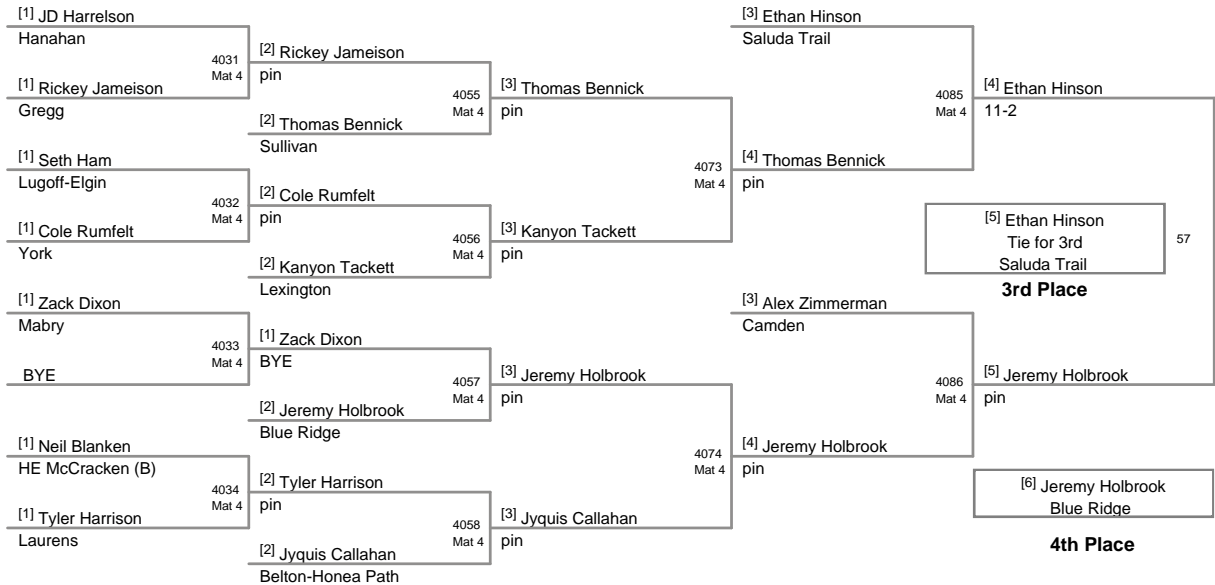 [1] JD Harrelson
Hanahan
4031
Mat 4
[1] Rickey Jameison
Gregg
[1] Seth Ham
Lugoff-Elgin
4032
Mat 4
[1] Cole Rumfelt
York
[1] Zack Dixon
Mabry
4033
Mat 4
BYE
[1] Neil Blanken
HE McCracken (B)
4034
Mat 4
[1] Tyler Harrison
Laurens
[2] Rickey Jameison
pin
4055
Mat 4
[2] Thomas Bennick
Sullivan
[2] Cole Rumfelt
pin
4056
Mat 4
[2] Kanyon Tackett
Lexington
[1] Zack Dixon
BYE
4057
Mat 4
[2] Jeremy Holbrook
Blue Ridge
[2] Tyler Harrison
pin
4058
Mat 4
[2] Jyquis Callahan
Belton-Honea Path
[3] Thomas Bennick
pin
4073
Mat 4
[3] Kanyon Tackett
pin
[3] Jeremy Holbrook
pin
4074
Mat 4
[3] Jyquis Callahan
pin
[3] Ethan Hinson
Saluda Trail
4085
Mat 4
[4] Thomas Bennick
pin
[3] Alex Zimmerman
Camden
4086
Mat 4
[4] Jeremy Holbrook
pin
[4] Ethan Hinson
11-2
[5] Ethan Hinson
Tie for 3rd
Saluda Trail
57
3rd Place
[5] Jeremy Holbrook
pin
[6] Jeremy Holbrook
Blue Ridge
4th Place